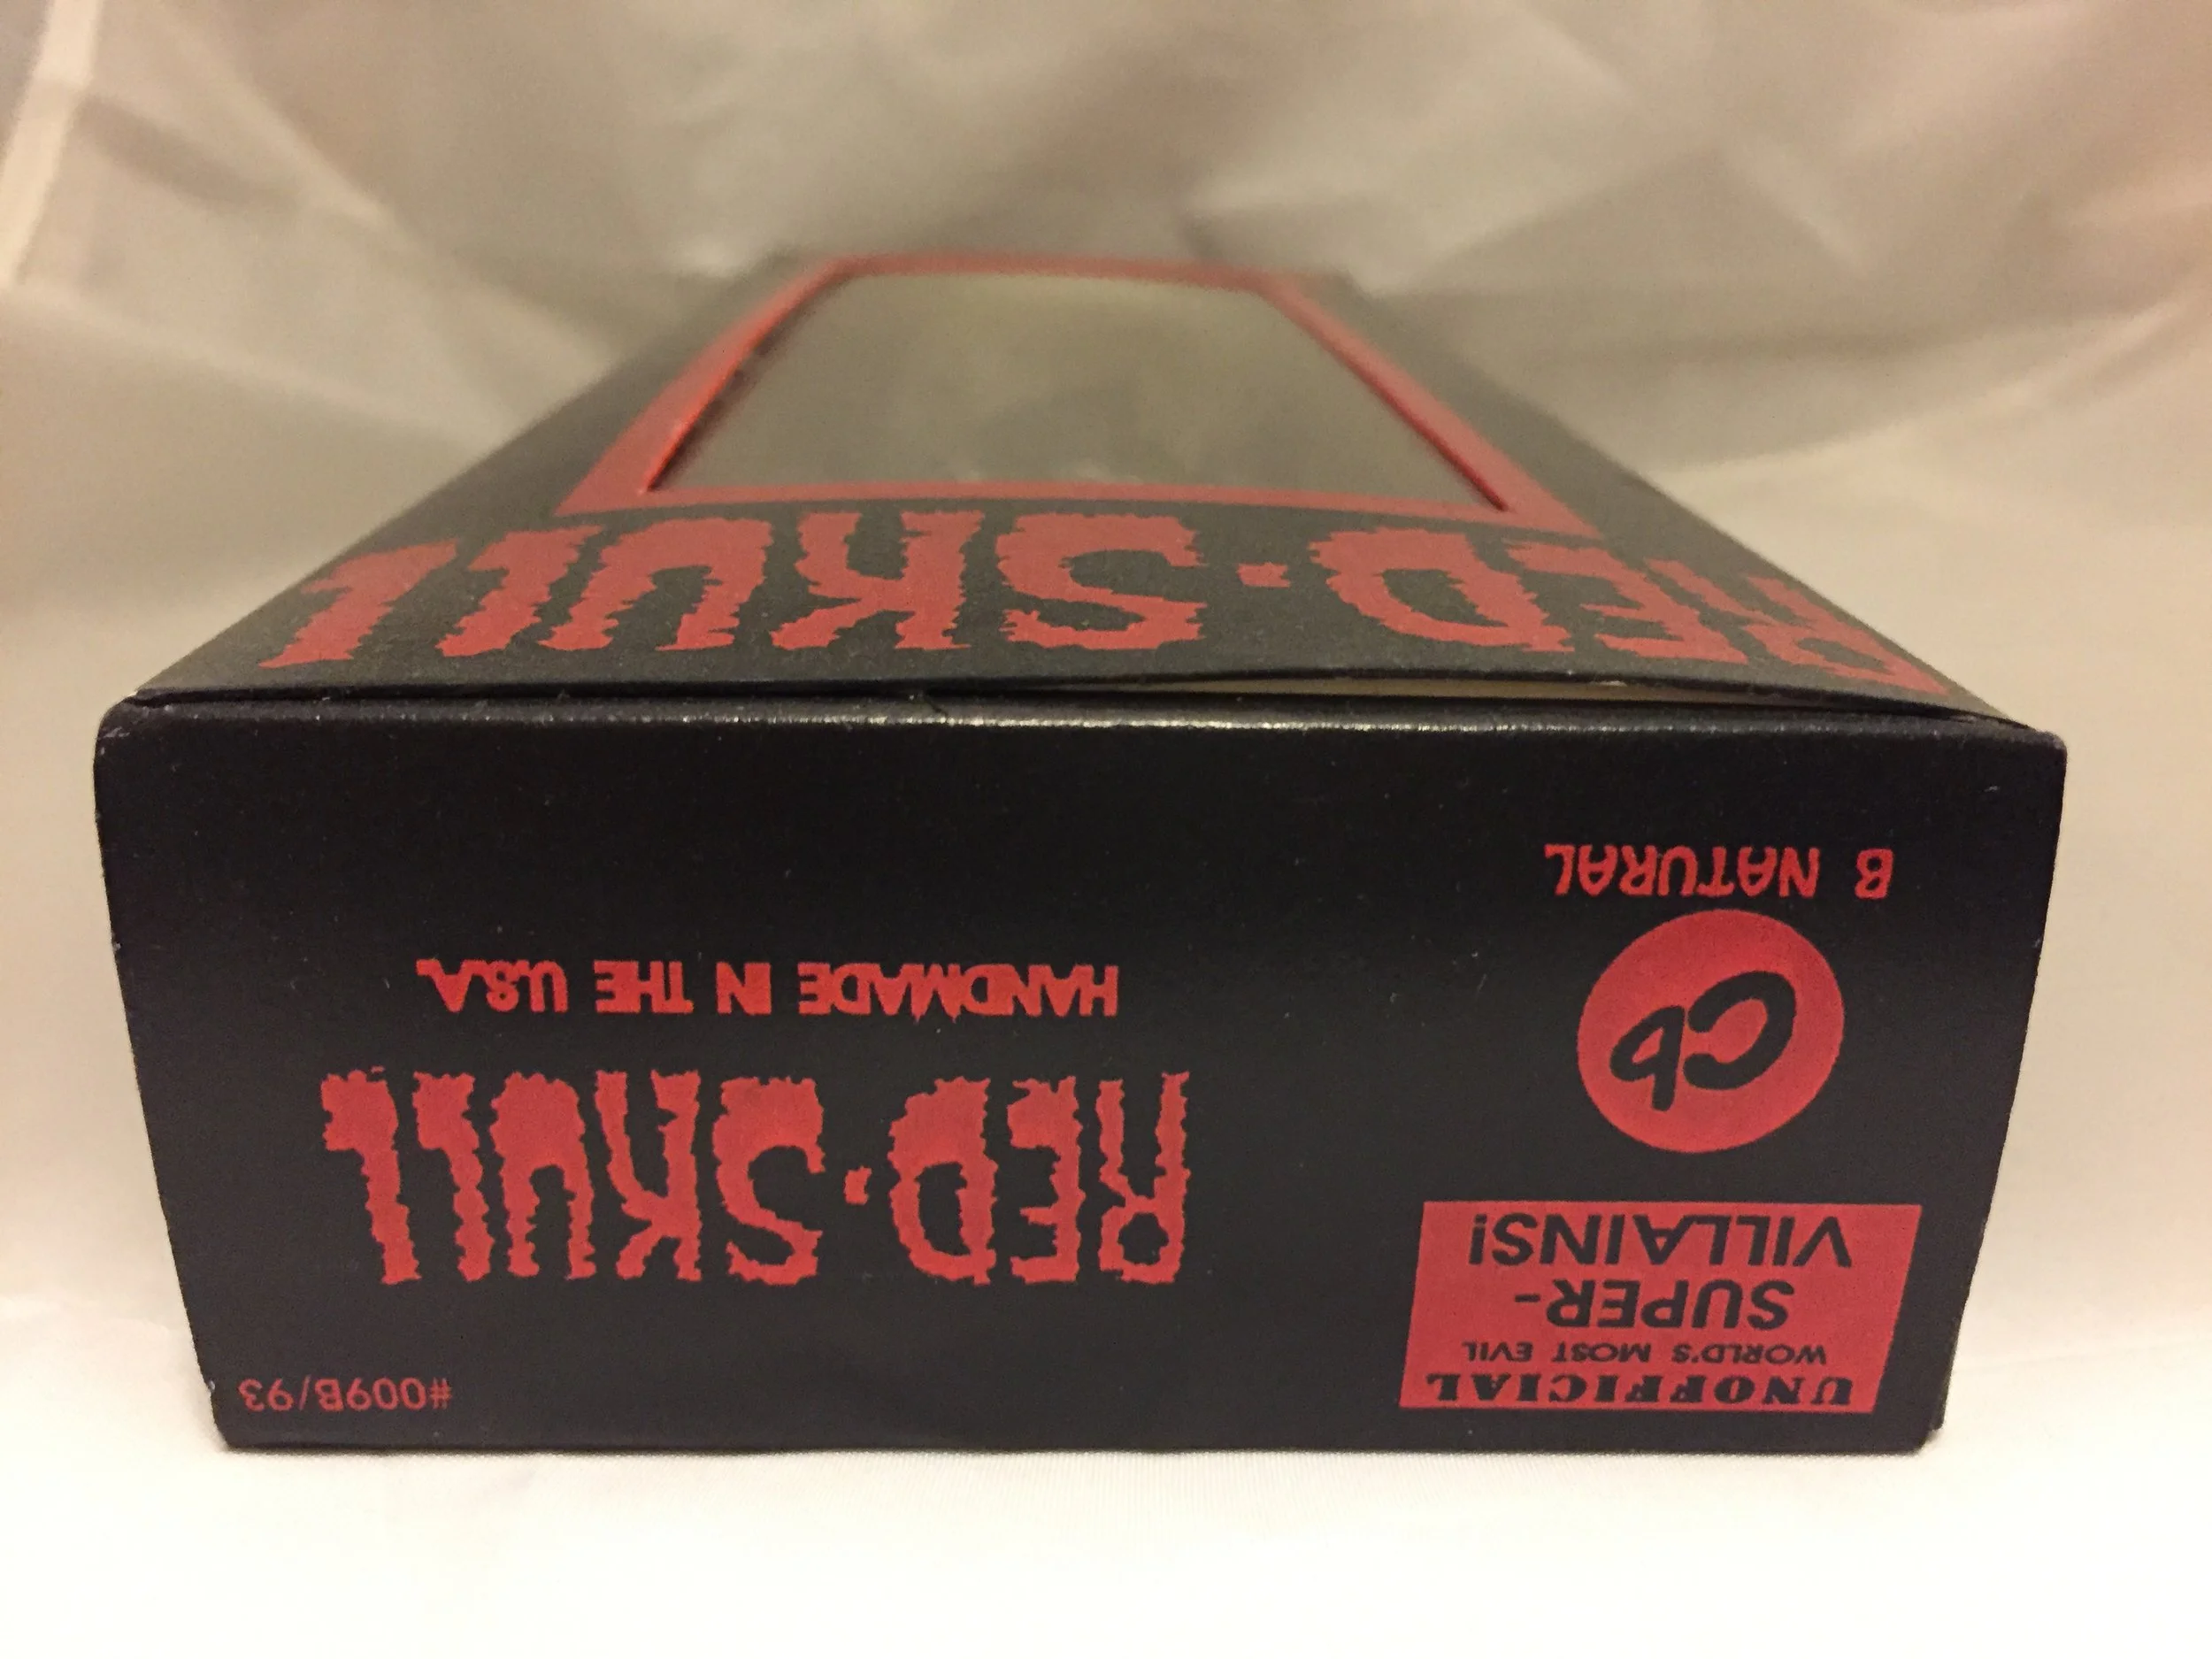 RED·SKULL
UNOFFICIAL
WORLD'S MOST EVIL
SUPER-
VILLAINS!
Cb
B NATURAL
#009B/93
RED·SKULL
HANDMADE IN THE U.S.A.